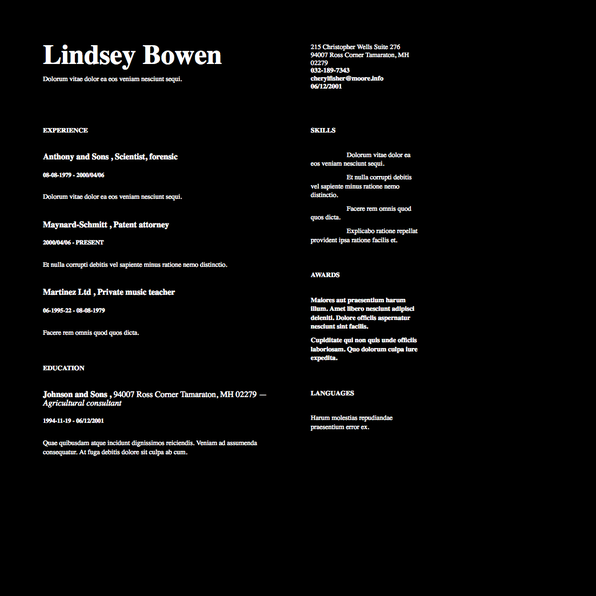 Lindsey Bowen
Dolorum vitae dolor ea eos veniam nesciunt sequi.
215 Christopher Wells Suite 276
94007 Ross Corner Tamaraton, MH
02279
032-189-7343
cherylfisher@moore.info
06/12/2001
EXPERIENCE
Anthony and Sons , Scientist, forensic
08-08-1979 - 2000/04/06
Dolorum vitae dolor ea eos veniam nesciunt sequi.
Maynard-Schmitt , Patent attorney
2000/04/06 - PRESENT
Et nulla corrupti debitis vel sapiente minus ratione nemo distinctio.
Martinez Ltd , Private music teacher
06-1995-22 - 08-08-1979
Facere rem omnis quod quos dicta.
EDUCATION
Johnson and Sons , 94007 Ross Corner Tamaraton, MH 02279 —
Agricultural consultant
1994-11-19 - 06/12/2001
Quae quibusdam atque incidunt dignissimos reiciendis. Veniam ad assumenda
consequatur. At fuga debitis dolore sit culpa ab cum.
SKILLS
Dolorum vitae dolor ea
eos veniam nesciunt sequi.
Et nulla corrupti debitis
vel sapiente minus ratione nemo
distinctio.
Facere rem omnis quod
quos dicta.
Explicabo ratione repellat
provident ipsa ratione facilis et.
AWARDS
Maiores aut praesentium harum
illum. Amet libero nesciunt adipisci
deleniti. Dolore officiis aspernatur
nesciunt sint facilis.
Cupiditate qui non quis unde officiis
laboriosam. Quo dolorum culpa iure
expedita.
LANGUAGES
Harum molestias repudiandae
praesentium error ex.